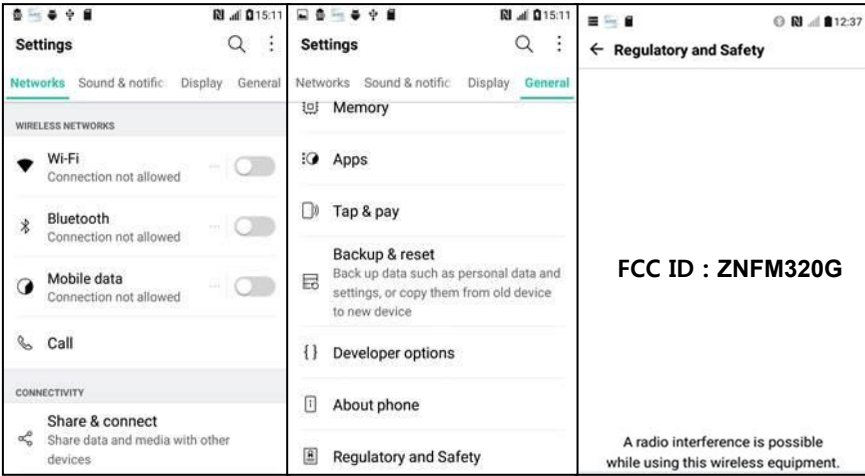 15:11
Settings
Networks Sound & notific Display General
WIRELESS NETWORKS
Wi-Fi
Connection not allowed
Bluetooth
Connection not allowed
Mobile data
Connection not allowed
Call
CONNECTIVITY
Share & connect
Share data and media with other
devices
15:11
Settings
Networks Sound & notific Display General
Memory
Apps
Tap & pay
Backup & reset
Back up data such as personal data and
settings, or copy them from old device
to new device
Developer options
About phone
Regulatory and Safety
12:37
Regulatory and Safety
FCC ID : ZNFM320G
A radio interference is possible
while using this wireless equipment.